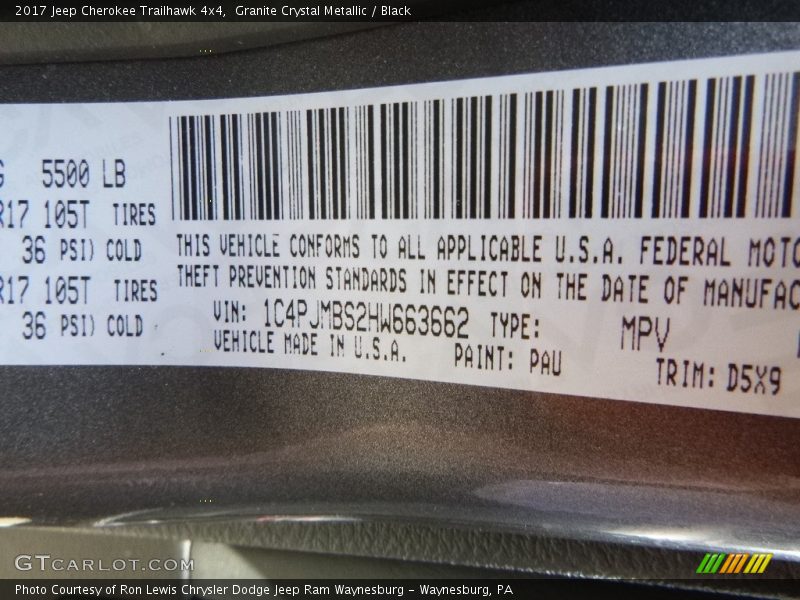 2017 Jeep Cherokee Trailhawk 4x4,  Granite Crystal Metallic / Black
5500 LB
R17 105T TIRES
36 PSI) COLD
R17 105T TIRES
36 PSI) COLD
THIS VEHICLE CONFORMS TO ALL APPLICABLE U.S.A. FEDERAL MOTO
THEFT PREVENTION STANDARDS IN EFFECT ON THE DATE OF MANUFAC
VIN: 1C4PJMBS2HW663662 TYPE: MPV
VEHICLE MADE IN U.S.A. PAINT: PAU TRIM: D5X9
GTCARLOT.COM
Photo Courtesy of Ron Lewis Chrysler Dodge Jeep Ram Waynesburg - Waynesburg, PA